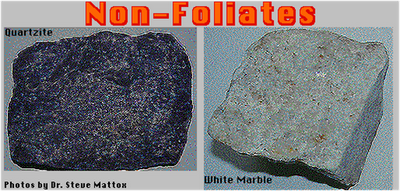 Non-Foliates
Quartzite
Photos by Dr. Steve Mattox
White Marble